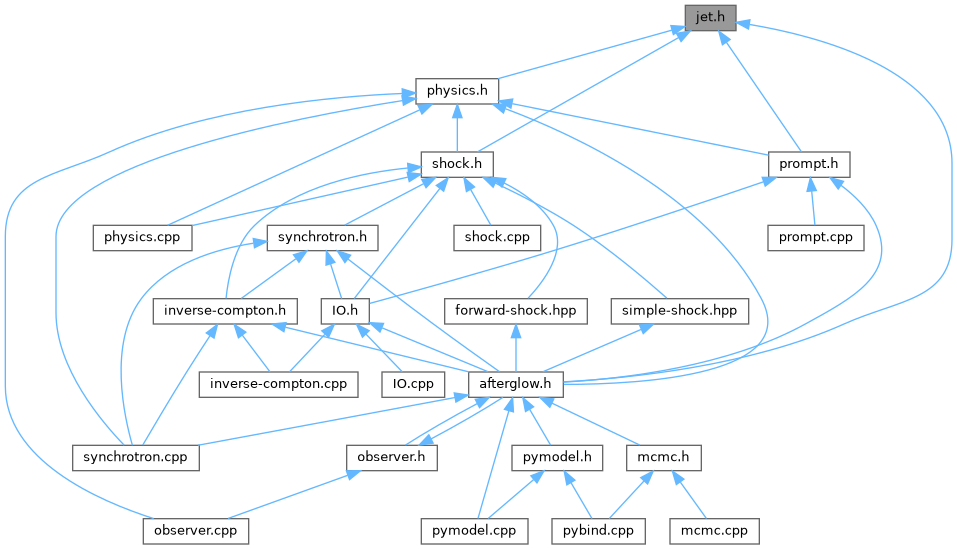 jet.h
physics.h
shock.h
prompt.h
physics.cpp
synchrotron.h
shock.cpp
prompt.cpp
inverse-compton.h
IO.h
forward-shock.hpp
simple-shock.hpp
inverse-compton.cpp
IO.cpp
afterglow.h
synchrotron.cpp
observer.h
pymodel.h
mcmc.h
observer.cpp
pymodel.cpp
pybind.cpp
mcmc.cpp